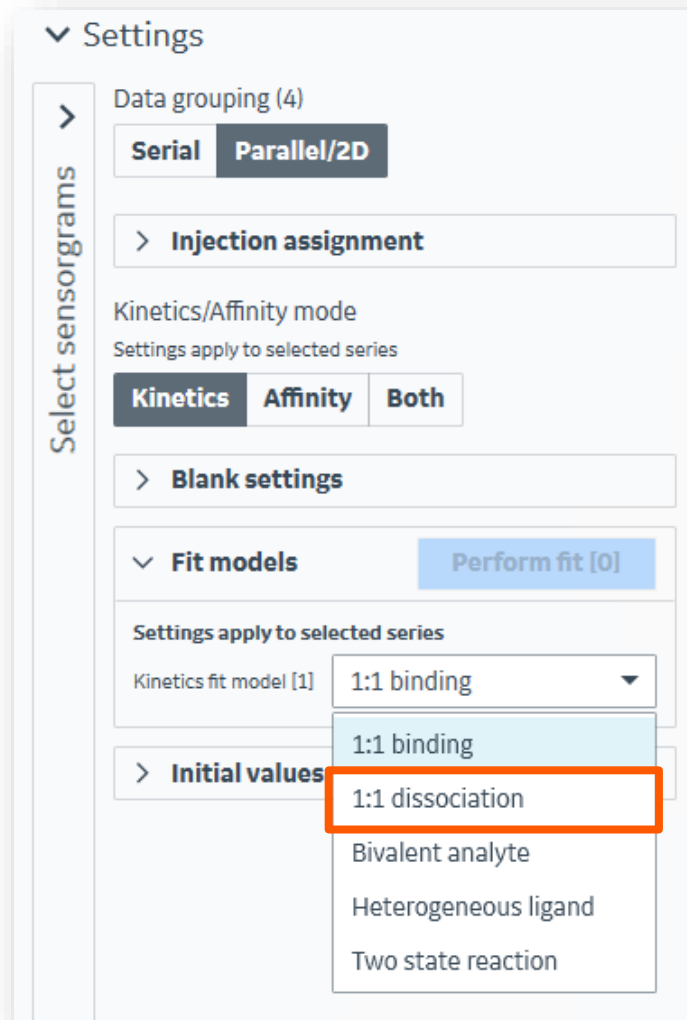 Settings
Select sensorgrams
Data grouping (4)
Serial Parallel/2D
Injection assignment
Kinetics/Affinity mode
Settings apply to selected series
Kinetics Affinity Both
Blank settings
Fit models Perform fit [0]
Settings apply to selected series
Kinetics fit model [1] 1:1 binding
1:1 binding
Initial values
1:1 dissociation
Bivalent analyte
Heterogeneous ligand
Two state reaction